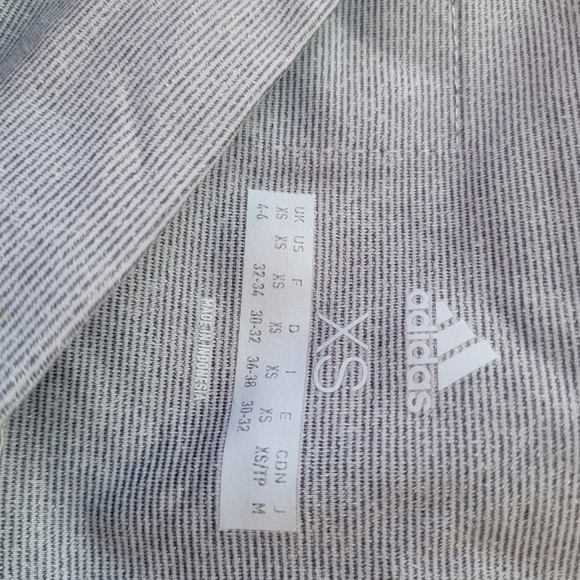 adidas
XS
UK US F D I E CDN J
XS XS XS XS XS XS XS/TP M
4-6 32-34 30-32 36-38 30-32
MADE IN INDONESIA